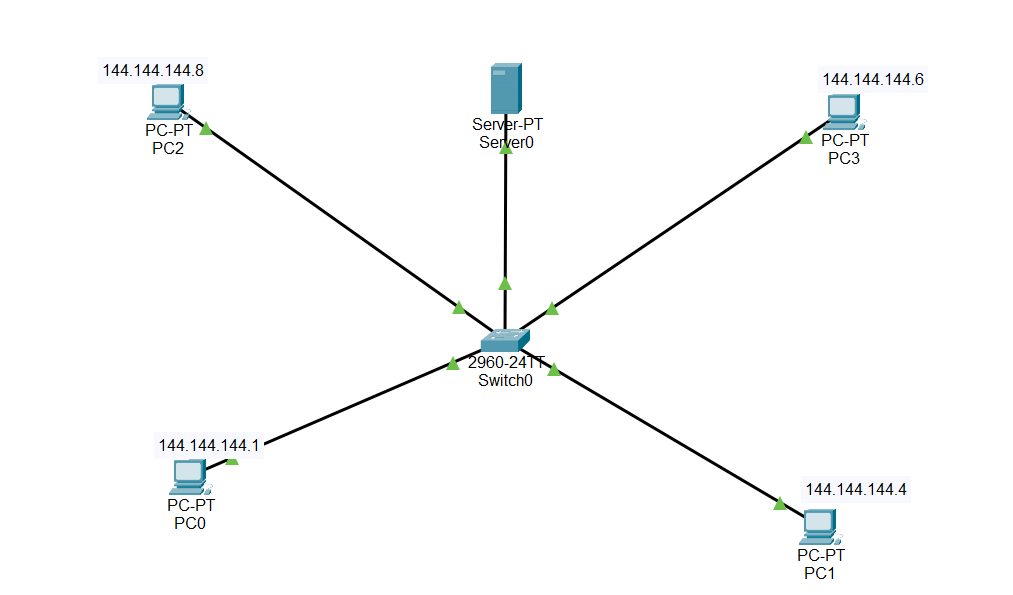 144.144.144.8
PC-PT
PC2
Server-PT
Server0
144.144.144.6
PC-PT
PC3
2960-24TT
Switch0
144.144.144.1
PC-PT
PC0
144.144.144.4
PC-PT
PC1